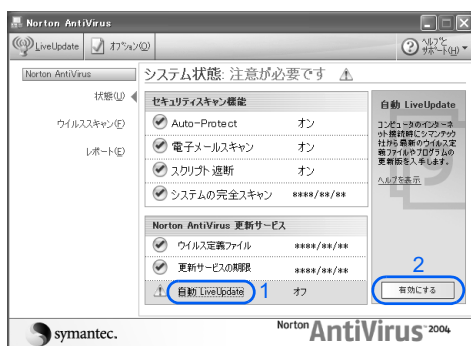 Norton AntiVirus
LiveUpdate オプション(O) ヘルプと サポート(H)
Norton AntiVirus
状態(U)
ウイルススキャン(F)
レポート(E)
システム状態: 注意が必要です
セキュリティスキャン機能
Auto-Protect オン
電子メールスキャン オン
スクリプト遮断 オン
システムの完全スキャン ****/**/**
Norton AntiVirus 更新サービス
ウイルス定義ファイル ****/**/**
更新サービスの期限 ****/**/**
自動 LiveUpdate 1 オフ
自動 LiveUpdate
コンピュータのインターネ
ット接続時にシマンテック
社から最新のウイルス定
義ファイルやプログラムの
更新版を入手します。
ヘルプを表示
2
有効にする
symantec.
Norton AntiVirus 2004